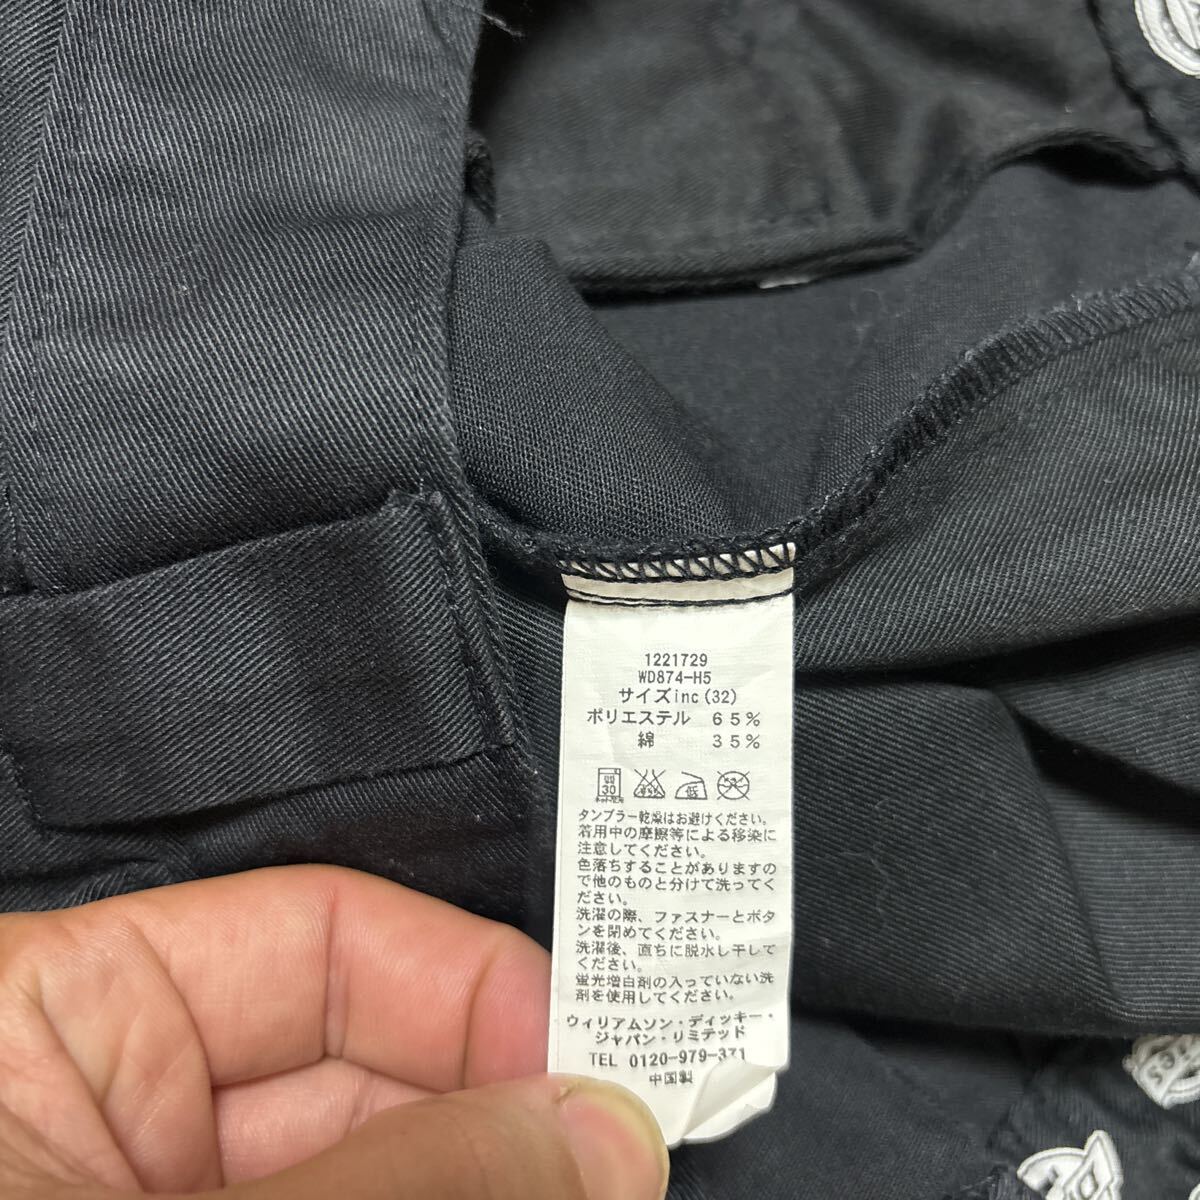 1221729
WD874-H5
サイズinc(32)
ポリエステル 65%
綿 35%
30
ネット使用
低
タンブラー乾燥はお避けください。
着用中の摩擦等による移染に
注意してください。
色落ちすることがありますの
で他のものと分けて洗ってく
ださい。
洗濯の際、ファスナーとボタ
ンを閉めてください。
洗濯後、直ちに脱水し干して
ください。
蛍光増白剤の入っていない洗
剤を使用してください。
ウィリアムソン・ディッキー・
ジャパン・リミテッド
TEL 0120-979-371
中国製